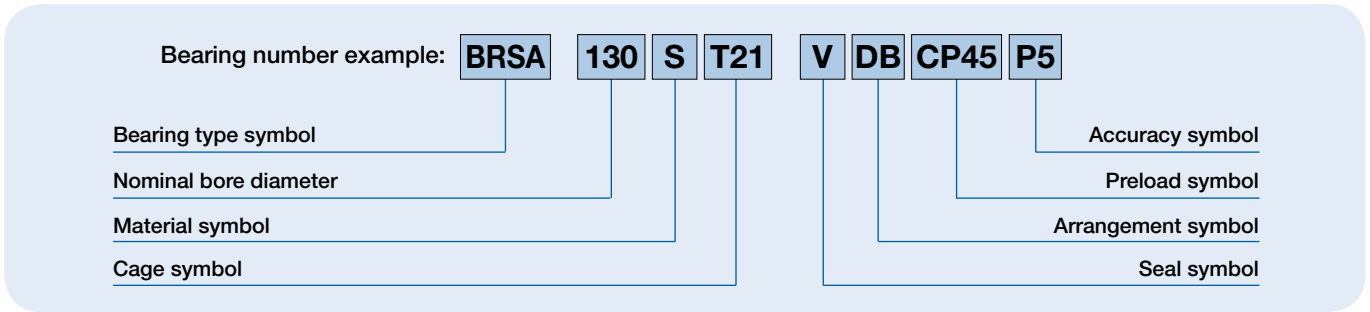 Bearing number example: BRSA 130 S T21 V DB CP45 P5
Bearing type symbol
Accuracy symbol
Nominal bore diameter
Preload symbol
Material symbol
Arrangement symbol
Cage symbol
Seal symbol